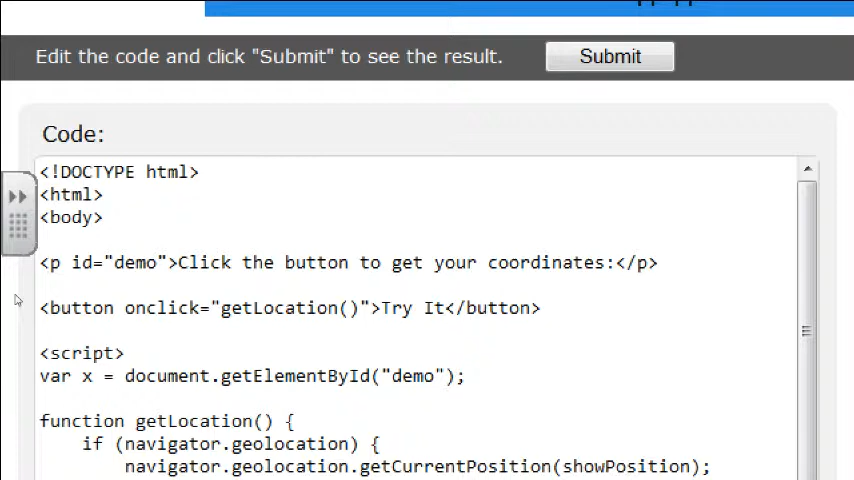 Edit the code and click "Submit" to see the result.
Submit
Code:
<!DOCTYPE html>
<html>
<body>
<p id="demo">Click the button to get your coordinates:</p>
<button onclick="getLocation()">Try It</button>
<script>
var x = document.getElementById("demo");
function getLocation() {
    if (navigator.geolocation) {
        navigator.geolocation.getCurrentPosition(showPosition);